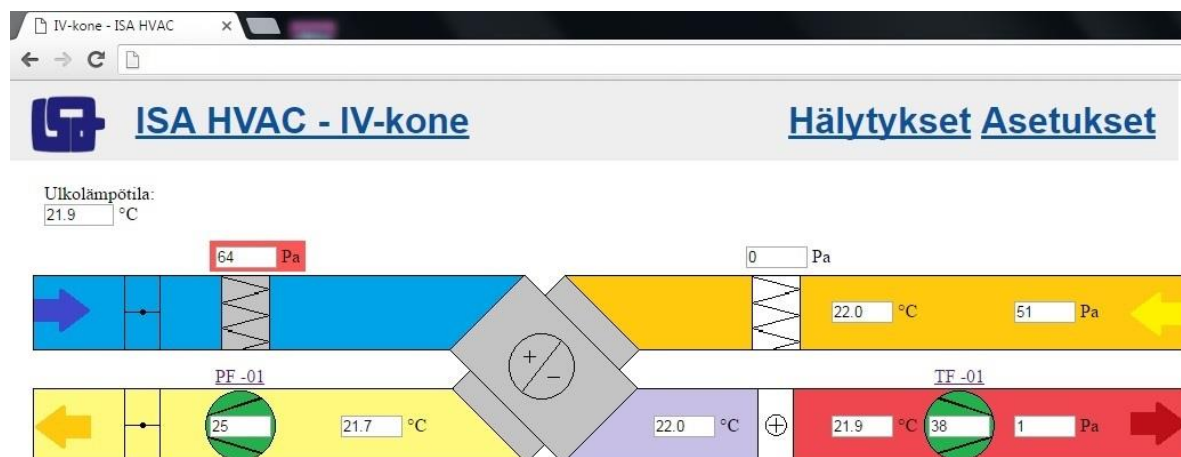 IV-kone - ISA HVAC
ISA HVAC - IV-kone Hälytykset Asetukset
Ulkolämpötila:
21.9 °C
64 Pa 0 Pa
22.0 °C 51 Pa
PF -01 TF -01
25 21.7 °C 22.0 °C 21.9 °C 38 1 Pa